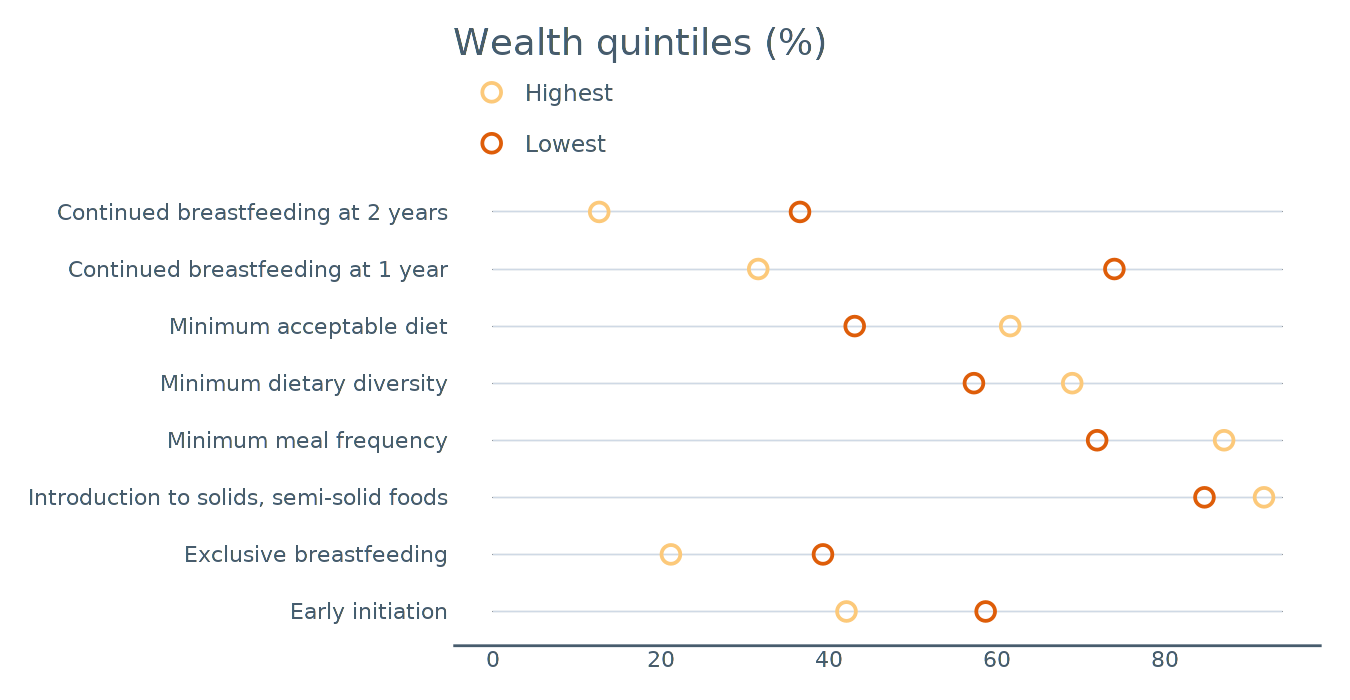 Wealth quintiles (%)
Highest
Lowest
Continued breastfeeding at 2 years
Continued breastfeeding at 1 year
Minimum acceptable diet
Minimum dietary diversity
Minimum meal frequency
Introduction to solids, semi-solid foods
Exclusive breastfeeding
Early initiation
0 20 40 60 80